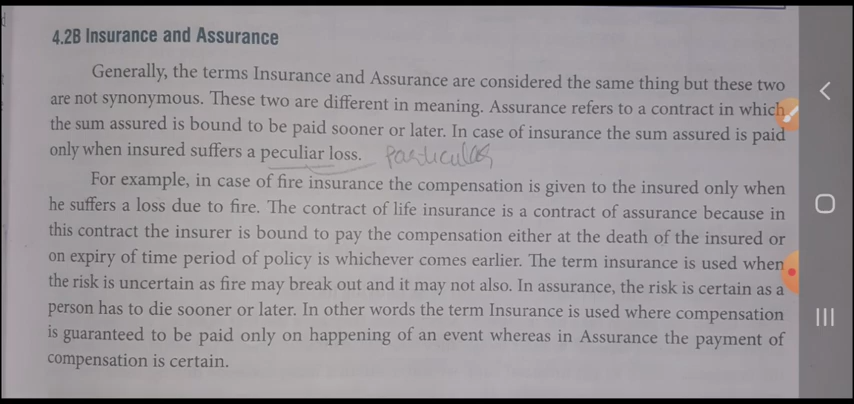 4.2B Insurance and Assurance
Generally, the terms Insurance and Assurance are considered the same thing but these two
are not synonymous. These two are different in meaning. Assurance refers to a contract in which
the sum assured is bound to be paid sooner or later. In case of insurance the sum assured is paid
only when insured suffers a peculiar loss. Particular
For example, in case of fire insurance the compensation is given to the insured only when
he suffers a loss due to fire. The contract of life insurance is a contract of assurance because in
this contract the insurer is bound to pay the compensation either at the death of the insured or
on expiry of time period of policy is whichever comes earlier. The term insurance is used when
the risk is uncertain as fire may break out and it may not also. In assurance, the risk is certain as a
person has to die sooner or later. In other words the term Insurance is used where compensation
is guaranteed to be paid only on happening of an event whereas in Assurance the payment of
compensation is certain.